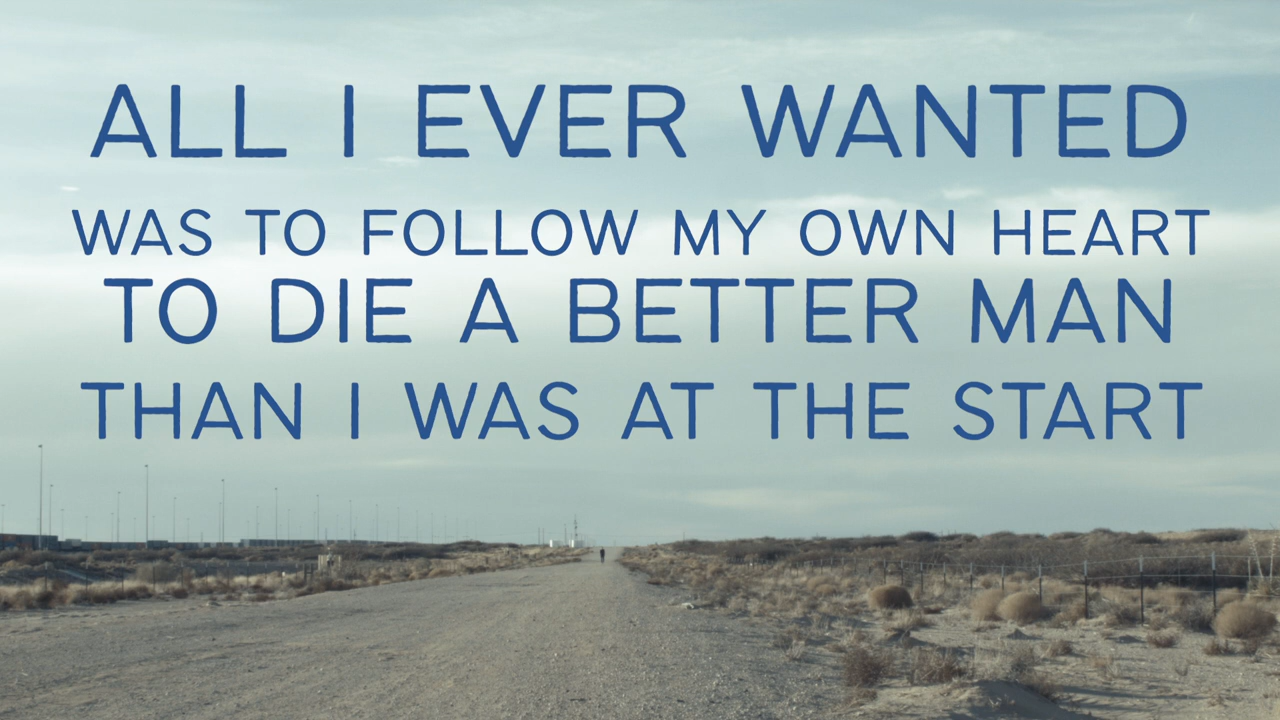 ALL I EVER WANTED
WAS TO FOLLOW MY OWN HEART
TO DIE A BETTER MAN
THAN I WAS AT THE START